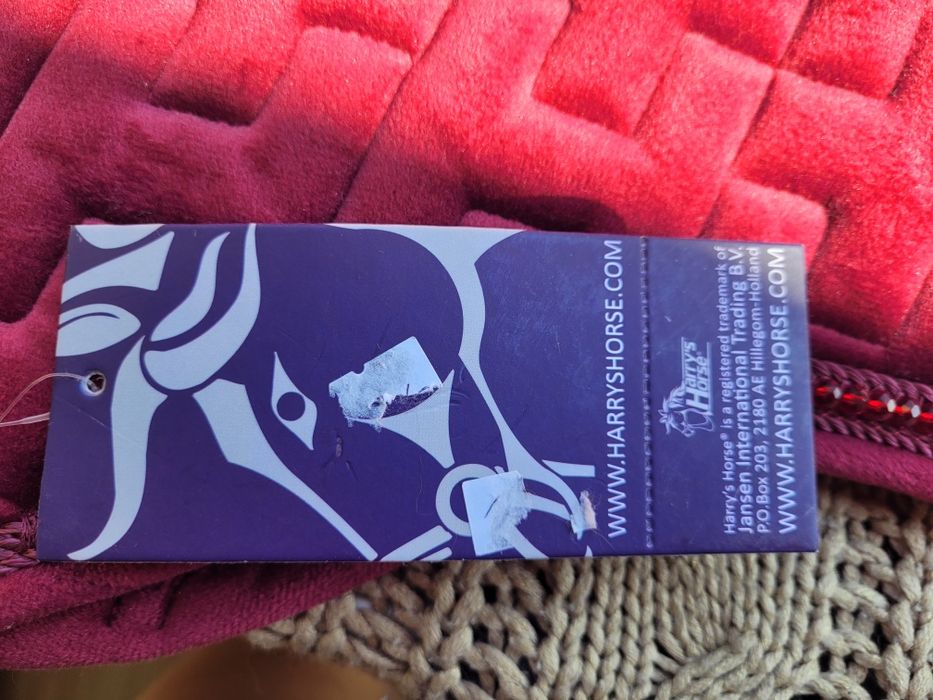 WWW.HARRYSHORSE.COM
Harry's
Horse
Harry's Horse® is a registered trademark of
Jansen International Trading B.V.
P.O.Box 203, 2180 AE Hillegom-Holland
WWW.HARRYSHORSE.COM